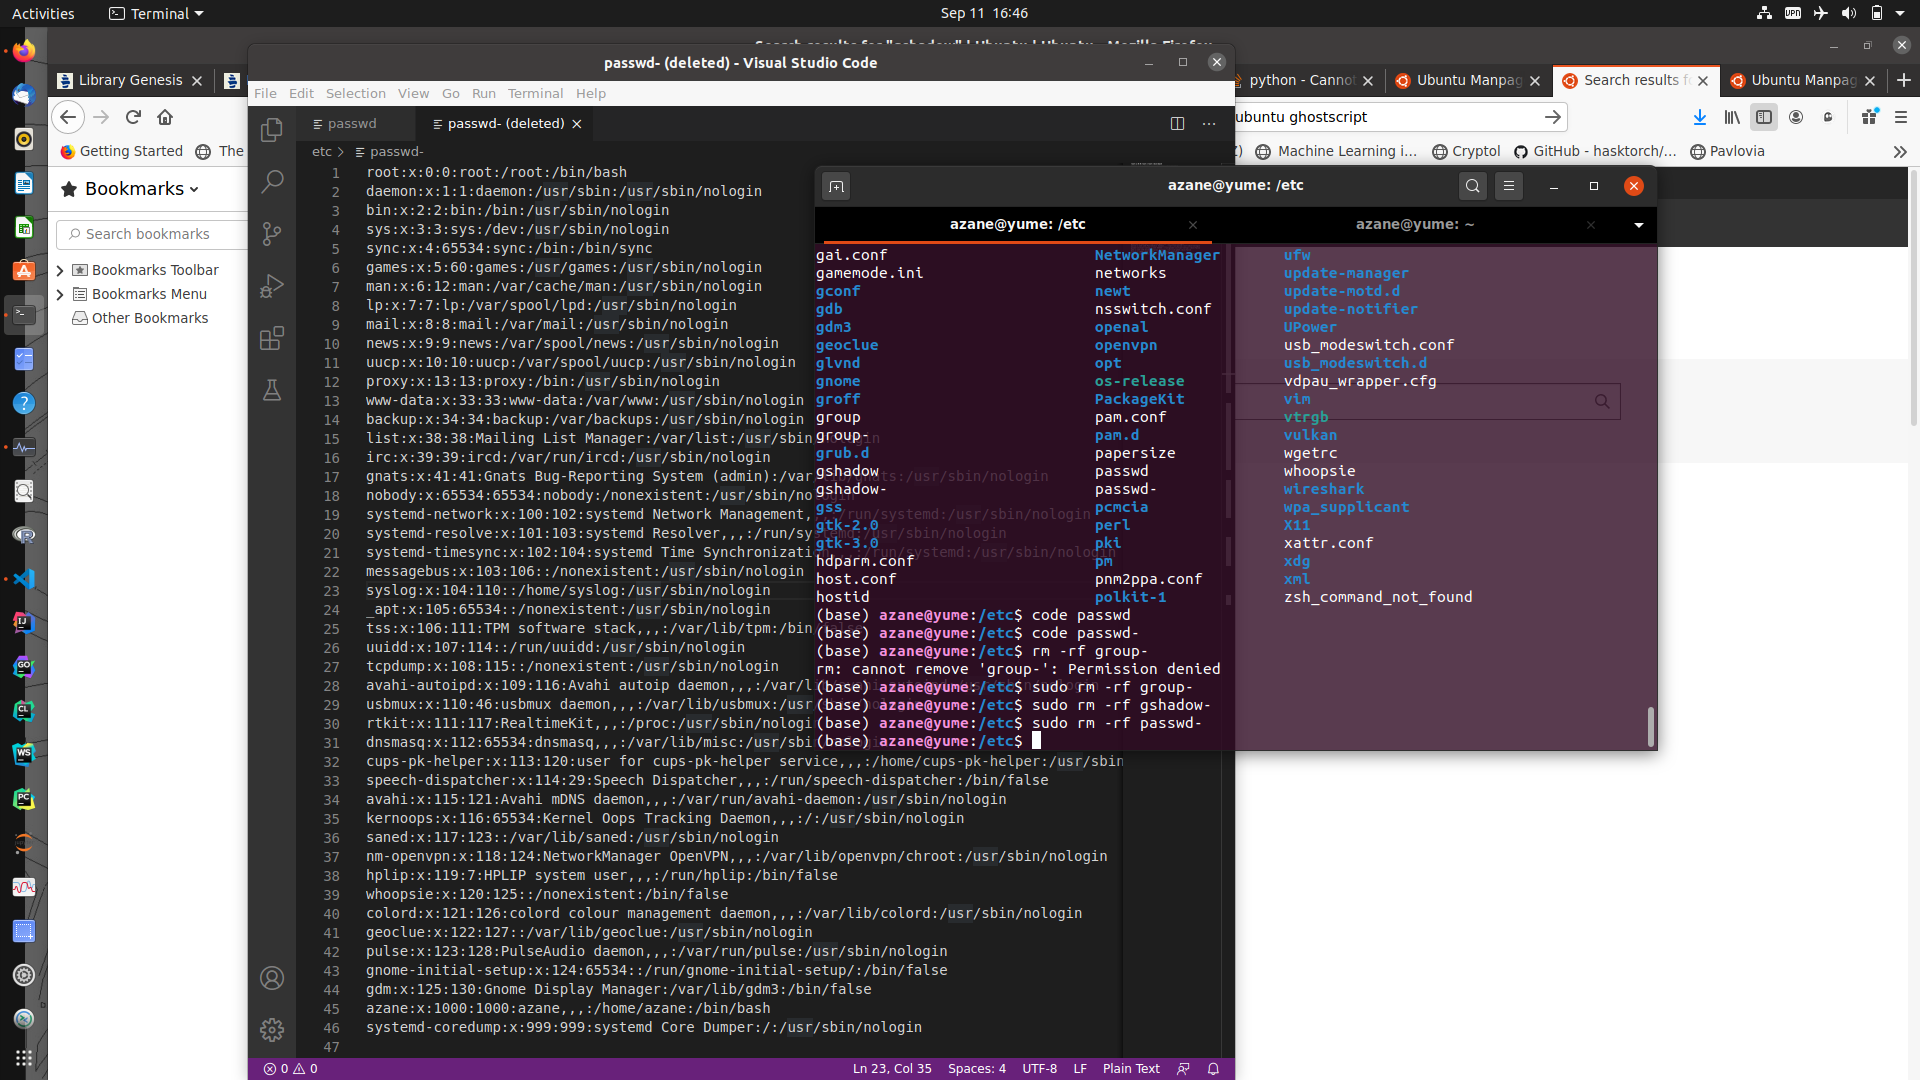 Activities
Terminal
Sep 11 16:46
VPN
passwd- (deleted) - Visual Studio Code
Library Genesis
python - Cannot
Ubuntu Manpag
Search results f
Ubuntu Manpag
File Edit Selection View Go Run Terminal Help
ubuntu ghostscript
passwd
passwd- (deleted)
Getting Started
The
Machine Learning i…
Cryptol
GitHub - hasktorch/…
Pavlovia
etc
passwd-
Bookmarks
Search bookmarks
Bookmarks Toolbar
Bookmarks Menu
Other Bookmarks
1 root:x:0:0:root:/root:/bin/bash
2 daemon:x:1:1:daemon:/usr/sbin:/usr/sbin/nologin
3 bin:x:2:2:bin:/bin:/usr/sbin/nologin
4 sys:x:3:3:sys:/dev:/usr/sbin/nologin
5 sync:x:4:65534:sync:/bin:/bin/sync
6 games:x:5:60:games:/usr/games:/usr/sbin/nologin
7 man:x:6:12:man:/var/cache/man:/usr/sbin/nologin
8 lp:x:7:7:lp:/var/spool/lpd:/usr/sbin/nologin
9 mail:x:8:8:mail:/var/mail:/usr/sbin/nologin
10 news:x:9:9:news:/var/spool/news:/usr/sbin/nologin
11 uucp:x:10:10:uucp:/var/spool/uucp:/usr/sbin/nologin
12 proxy:x:13:13:proxy:/bin:/usr/sbin/nologin
13 www-data:x:33:33:www-data:/var/www:/usr/sbin/nologin
14 backup:x:34:34:backup:/var/backups:/usr/sbin/nologin
15 list:x:38:38:Mailing List Manager:/var/list:/usr/sbin/nologin
16 irc:x:39:39:ircd:/var/run/ircd:/usr/sbin/nologin
17 gnats:x:41:41:Gnats Bug-Reporting System (admin):/var/lib/gnats:/usr/sbin/nologin
18 nobody:x:65534:65534:nobody:/nonexistent:/usr/sbin/nologin
19 systemd-network:x:100:102:systemd Network Management,,,:/run/systemd:/usr/sbin/nologin
20 systemd-resolve:x:101:103:systemd Resolver,,,:/run/systemd:/usr/sbin/nologin
21 systemd-timesync:x:102:104:systemd Time Synchronization,,,:/run/systemd:/usr/sbin/nologin
22 messagebus:x:103:106::/nonexistent:/usr/sbin/nologin
23 syslog:x:104:110::/home/syslog:/usr/sbin/nologin
24 _apt:x:105:65534::/nonexistent:/usr/sbin/nologin
25 tss:x:106:111:TPM software stack,,,:/var/lib/tpm:/bin/false
26 uuidd:x:107:114::/run/uuidd:/usr/sbin/nologin
27 tcpdump:x:108:115::/nonexistent:/usr/sbin/nologin
28 avahi-autoipd:x:109:116:Avahi autoip daemon,,,:/var/li
29 usbmux:x:110:46:usbmux daemon,,,:/var/lib/usbmux:/usr/
30 rtkit:x:111:117:RealtimeKit,,,:/proc:/usr/sbin/nologin
31 dnsmasq:x:112:65534:dnsmasq,,,:/var/lib/misc:/usr/sbin
32 cups-pk-helper:x:113:120:user for cups-pk-helper service,,,:/home/cups-pk-helper:/usr/sbin
33 speech-dispatcher:x:114:29:Speech Dispatcher,,,:/run/speech-dispatcher:/bin/false
34 avahi:x:115:121:Avahi mDNS daemon,,,:/var/run/avahi-daemon:/usr/sbin/nologin
35 kernoops:x:116:65534:Kernel Oops Tracking Daemon,,,:/:/usr/sbin/nologin
36 saned:x:117:123::/var/lib/saned:/usr/sbin/nologin
37 nm-openvpn:x:118:124:NetworkManager OpenVPN,,,:/var/lib/openvpn/chroot:/usr/sbin/nologin
38 hplip:x:119:7:HPLIP system user,,,:/run/hplip:/bin/false
39 whoopsie:x:120:125::/nonexistent:/bin/false
40 colord:x:121:126:colord colour management daemon,,,:/var/lib/colord:/usr/sbin/nologin
41 geoclue:x:122:127::/var/lib/geoclue:/usr/sbin/nologin
42 pulse:x:123:128:PulseAudio daemon,,,:/var/run/pulse:/usr/sbin/nologin
43 gnome-initial-setup:x:124:65534::/run/gnome-initial-setup/:/bin/false
44 gdm:x:125:130:Gnome Display Manager:/var/lib/gdm3:/bin/false
45 azane:x:1000:1000:azane,,,:/home/azane:/bin/bash
46 systemd-coredump:x:999:999:systemd Core Dumper:/:/usr/sbin/nologin
47
azane@yume: /etc
azane@yume: /etc
azane@yume: ~
gai.conf NetworkManager ufw
gamemode.ini networks update-manager
gconf newt update-motd.d
gdb nsswitch.conf update-notifier
gdm3 openal UPower
geoclue openvpn usb_modeswitch.conf
glvnd opt usb_modeswitch.d
gnome os-release vdpau_wrapper.cfg
groff PackageKit vim
group pam.conf vtrgb
group- pam.d vulkan
grub.d papersize wgetrc
gshadow passwd whoopsie
gshadow- passwd- wireshark
gss pcmcia wpa_supplicant
gtk-2.0 perl X11
gtk-3.0 pki xattr.conf
hdparm.conf pm xdg
host.conf pnm2ppa.conf xml
hostid polkit-1 zsh_command_not_found
(base) azane@yume:/etc$ code passwd
(base) azane@yume:/etc$ code passwd-
(base) azane@yume:/etc$ rm -rf group-
rm: cannot remove 'group-': Permission denied
(base) azane@yume:/etc$ sudo rm -rf group-
(base) azane@yume:/etc$ sudo rm -rf gshadow-
(base) azane@yume:/etc$ sudo rm -rf passwd-
(base) azane@yume:/etc$
0 0
Ln 23, Col 35
Spaces: 4
UTF-8
LF
Plain Text